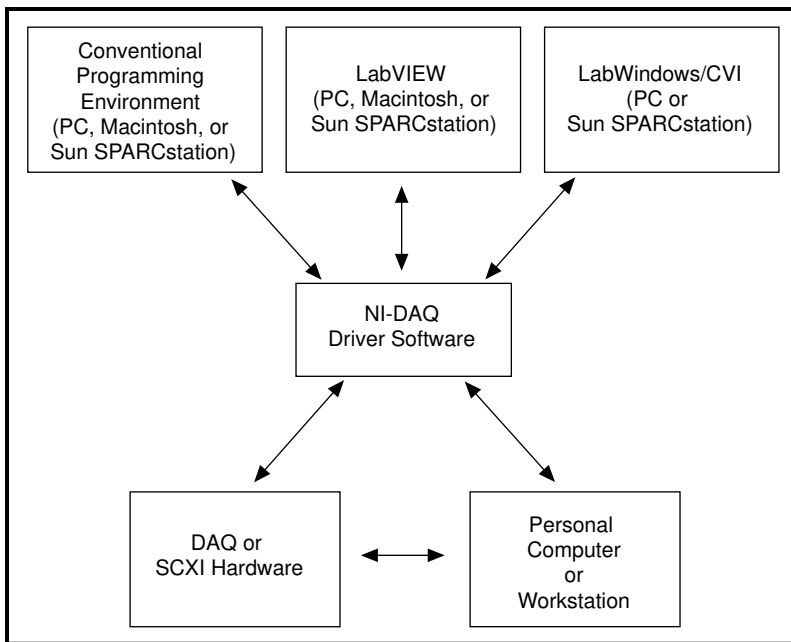 Conventional
Programming
Environment
(PC, Macintosh, or
Sun SPARCstation)
LabVIEW
(PC, Macintosh, or
Sun SPARCstation)
LabWindows/CVI
(PC or
Sun SPARCstation)
NI-DAQ
Driver Software
DAQ or
SCXI Hardware
Personal
Computer
or
Workstation